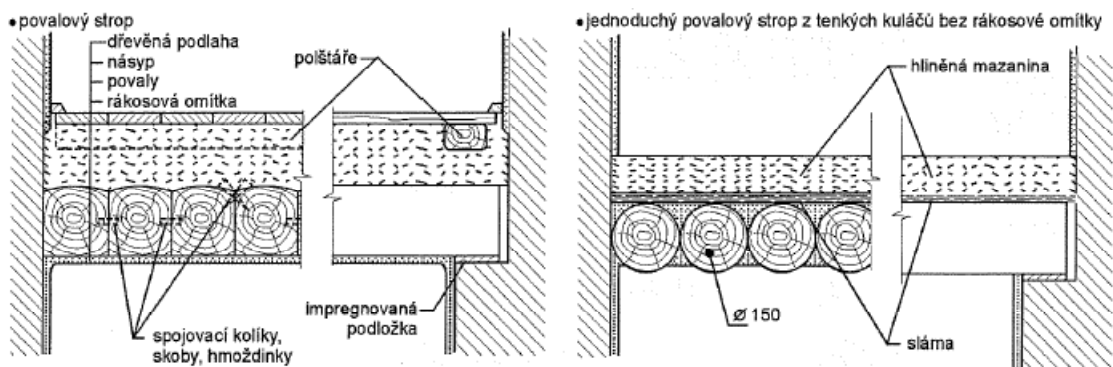 • povalový strop
dřevěná podlaha
násyp
povaly
rákosová omítka
polštáře
impregnovaná
podložka
spojovací kolíky,
skoby, hmoždinky
• jednoduchý povalový strop z tenkých kuláčů bez rákosové omítky
hliněná mazanina
Ø 150
sláma